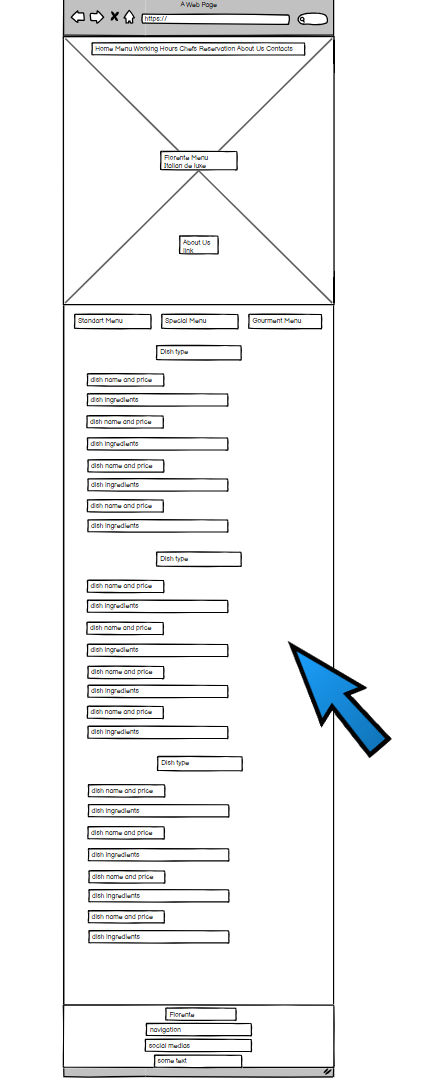 A Web Page
https://
Home Menu Working Hours Chefs Reservation About Us Contacts
Fiorente Menu
Italian de luxe
About Us
link
Standart Menu Special Menu Gourment Menu
Dish type
dish name and price
dish ingredients
dish name and price
dish ingredients
dish name and price
dish ingredients
dish name and price
dish ingredients
Dish type
dish name and price
dish ingredients
dish name and price
dish ingredients
dish name and price
dish ingredients
dish name and price
dish ingredients
Dish type
dish name and price
dish ingredients
dish name and price
dish ingredients
dish name and price
dish ingredients
dish name and price
dish ingredients
Fiorente
navigation
social medias
some text